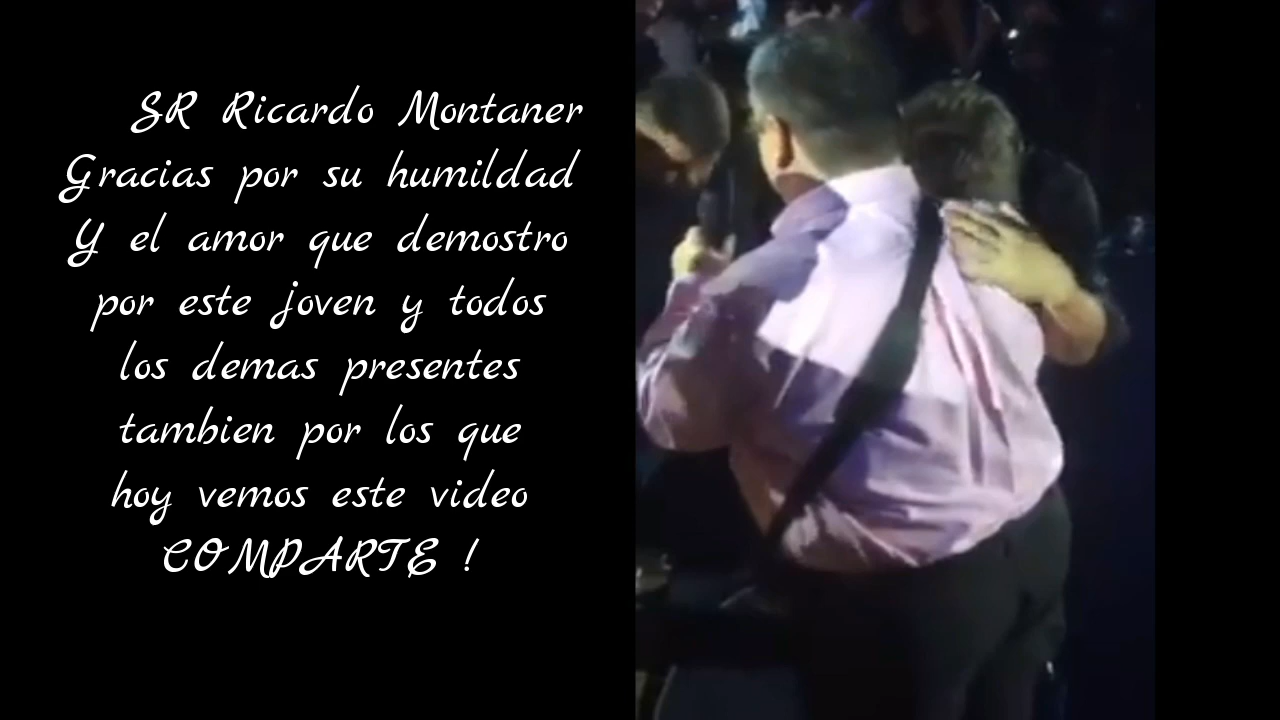 SR Ricardo Montaner
Gracias por su humildad
Y el amor que demostro
por este joven y todos
los demas presentes
tambien por los que
hoy vemos este video
COMPARTE !